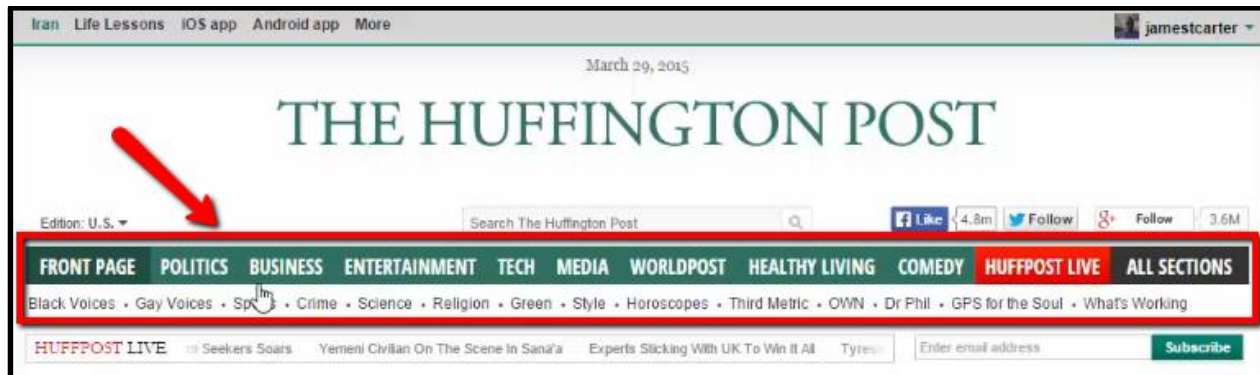 Iran Life Lessons iOS app Android app More jamestcarter
March 29, 2015
THE HUFFINGTON POST
Edition: U.S. Search The Huffington Post Like 4.8m Follow Follow 3.6M
FRONT PAGE POLITICS BUSINESS ENTERTAINMENT TECH MEDIA WORLDPOST HEALTHY LIVING COMEDY HUFFPOST LIVE ALL SECTIONS
Black Voices • Gay Voices • • Crime • Science • Religion • Green • Style • Horoscopes • Third Metric • OWN • Dr Phil • GPS for the Soul • What's Working
HUFFPOST LIVE Seekers Soars Yemeni Civilian On The Scene In Sana'a Experts Sticking With UK To Win It All Enter email address Subscribe